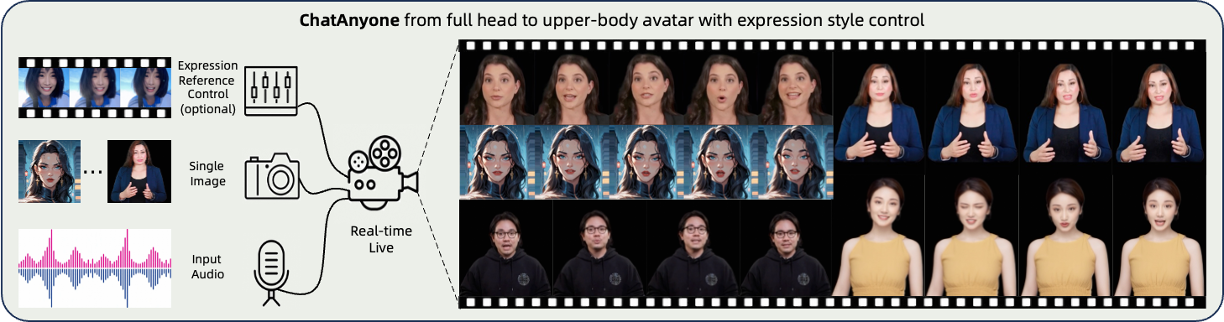 ChatAnyone from full head to upper-body avatar with expression style control
Expression
Reference
Control
(optional)
Single
Image
...
Input
Audio
Real-time
Live